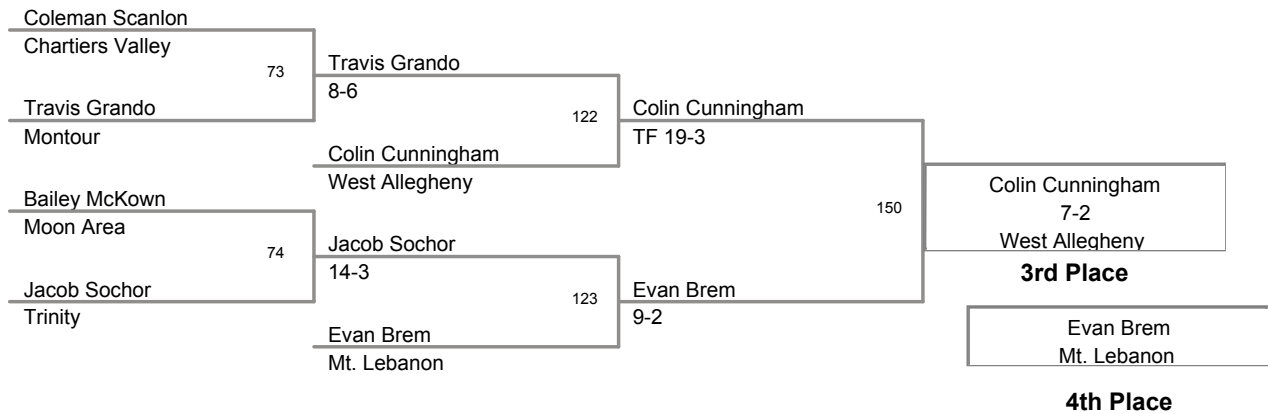 Coleman Scanlon
Chartiers Valley
73
Travis Grando
8-6
Travis Grando
Montour
122
Colin Cunningham
TF 19-3
Colin Cunningham
West Allegheny
Bailey McKown
Moon Area
74
Jacob Sochor
14-3
Jacob Sochor
Trinity
123
Evan Brem
9-2
Evan Brem
Mt. Lebanon
150
Colin Cunningham
7-2
West Allegheny
3rd Place
Evan Brem
Mt. Lebanon
4th Place